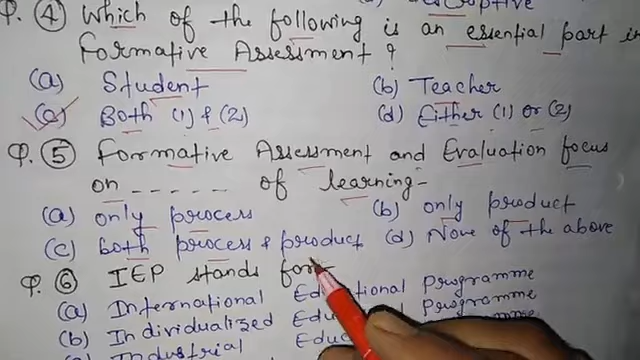 Q. ④ Which of the following is an essential part in
Formative Assessment?
(a) Student (b) Teacher
(c) Both (1) & (2) (d) Either (1) or (2)
Q. ⑤ Formative Assessment and Evaluation focus
on _ _ _ _ _ of learning-
(a) only process (b) only product
(c) both process & product (d) None of the above
Q. ⑥ IEP stands for-
(a) International Educational Programme
(b) Individualized Programme
Industrial